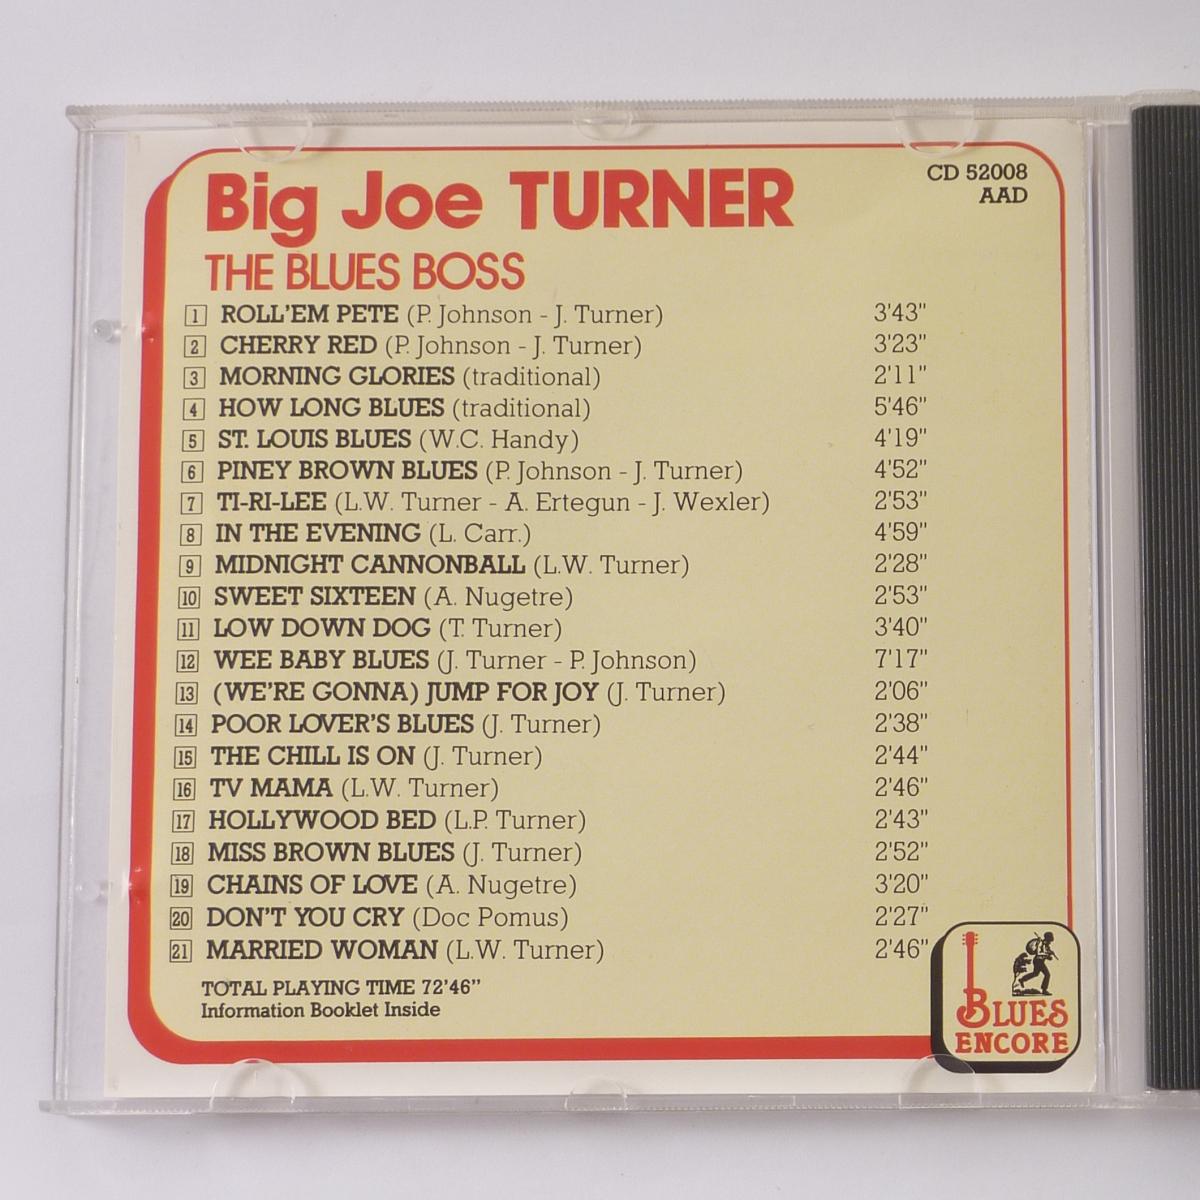 Big Joe TURNER
CD 52008
AAD
THE BLUES BOSS
1 ROLL'EM PETE (P. Johnson - J. Turner) 3'43"
2 CHERRY RED (P. Johnson - J. Turner) 3'23"
3 MORNING GLORIES (traditional) 2'11"
4 HOW LONG BLUES (traditional) 5'46"
5 ST. LOUIS BLUES (W.C. Handy) 4'19"
6 PINEY BROWN BLUES (P. Johnson - J. Turner) 4'52"
7 TI-RI-LEE (L.W. Turner - A. Ertegun - J. Wexler) 2'53"
8 IN THE EVENING (L. Carr.) 4'59"
9 MIDNIGHT CANNONBALL (L.W. Turner) 2'28"
10 SWEET SIXTEEN (A. Nugetre) 2'53"
11 LOW DOWN DOG (T. Turner) 3'40"
12 WEE BABY BLUES (J. Turner - P. Johnson) 7'17"
13 (WE'RE GONNA) JUMP FOR JOY (J. Turner) 2'06"
14 POOR LOVER'S BLUES (J. Turner) 2'38"
15 THE CHILL IS ON (J. Turner) 2'44"
16 TV MAMA (L.W. Turner) 2'46"
17 HOLLYWOOD BED (L.P. Turner) 2'43"
18 MISS BROWN BLUES (J. Turner) 2'52"
19 CHAINS OF LOVE (A. Nugetre) 3'20"
20 DON'T YOU CRY (Doc Pomus) 2'27"
21 MARRIED WOMAN (L.W. Turner) 2'46"
TOTAL PLAYING TIME 72'46"
Information Booklet Inside
BLUES
ENCORE